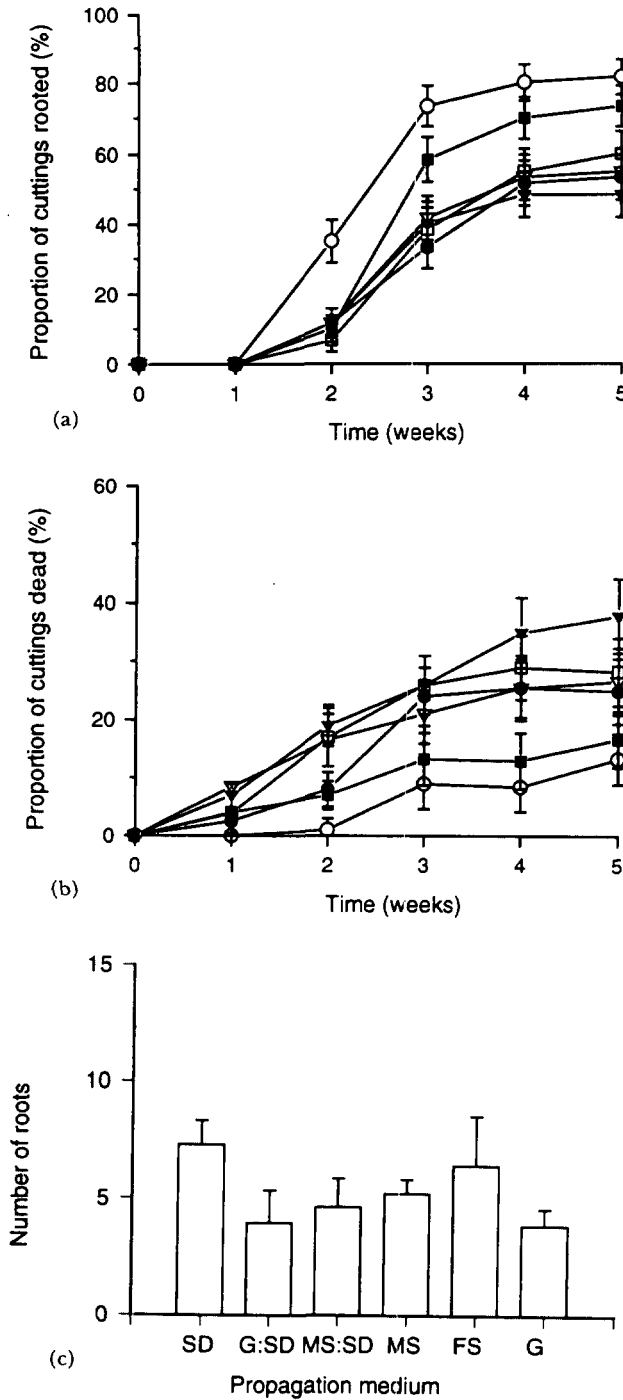 100
80
60
40
20
0
Proportion of cuttings rooted (%)
0 1 2 3 4 5
(a)
Time (weeks)
60
40
20
0
Proportion of cuttings dead (%)
0 1 2 3 4 5
(b)
Time (weeks)
15
10
5
0
Number of roots
SD G:SD MS:SD MS FS G
(c)
Propagation medium